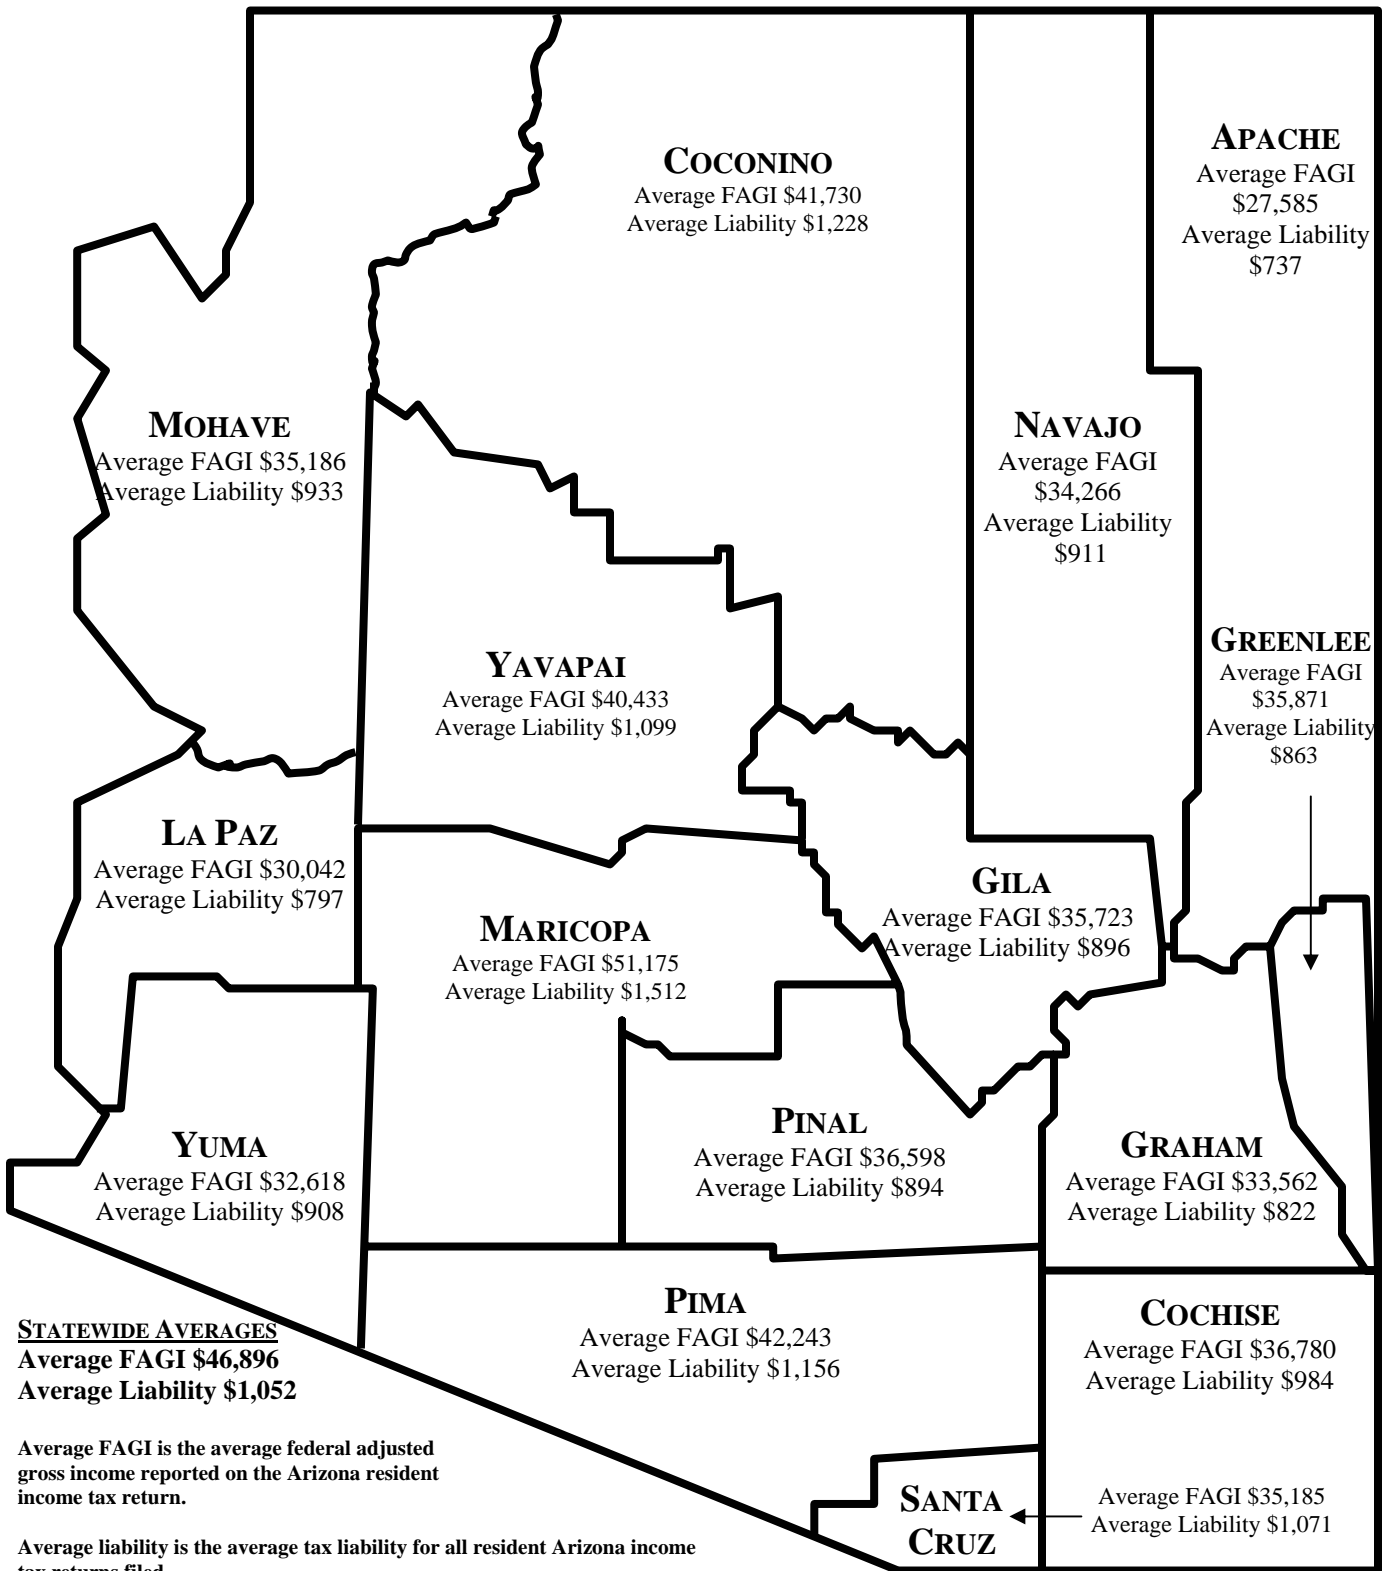 COCONINO
Average FAGI $41,730
Average Liability $1,228
APACHE
Average FAGI
$27,585
Average Liability
$737
MOHAVE
Average FAGI $35,186
Average Liability $933
NAVAJO
Average FAGI
$34,266
Average Liability
$911
YAVAPAI
Average FAGI $40,433
Average Liability $1,099
GREENLEE
Average FAGI
$35,871
Average Liability
$863
LA PAZ
Average FAGI $30,042
Average Liability $797
MARICOPA
Average FAGI $51,175
Average Liability $1,512
GILA
Average FAGI $35,723
Average Liability $896
YUMA
Average FAGI $32,618
Average Liability $908
PINAL
Average FAGI $36,598
Average Liability $894
GRAHAM
Average FAGI $33,562
Average Liability $822
PIMA
Average FAGI $42,243
Average Liability $1,156
COCHISE
Average FAGI $36,780
Average Liability $984
SANTA
CRUZ
Average FAGI $35,185
Average Liability $1,071
STATEWIDE AVERAGES
Average FAGI $46,896
Average Liability $1,052
Average FAGI is the average federal adjusted
gross income reported on the Arizona resident
income tax return.
Average liability is the average tax liability for all resident Arizona income
tax returns filed